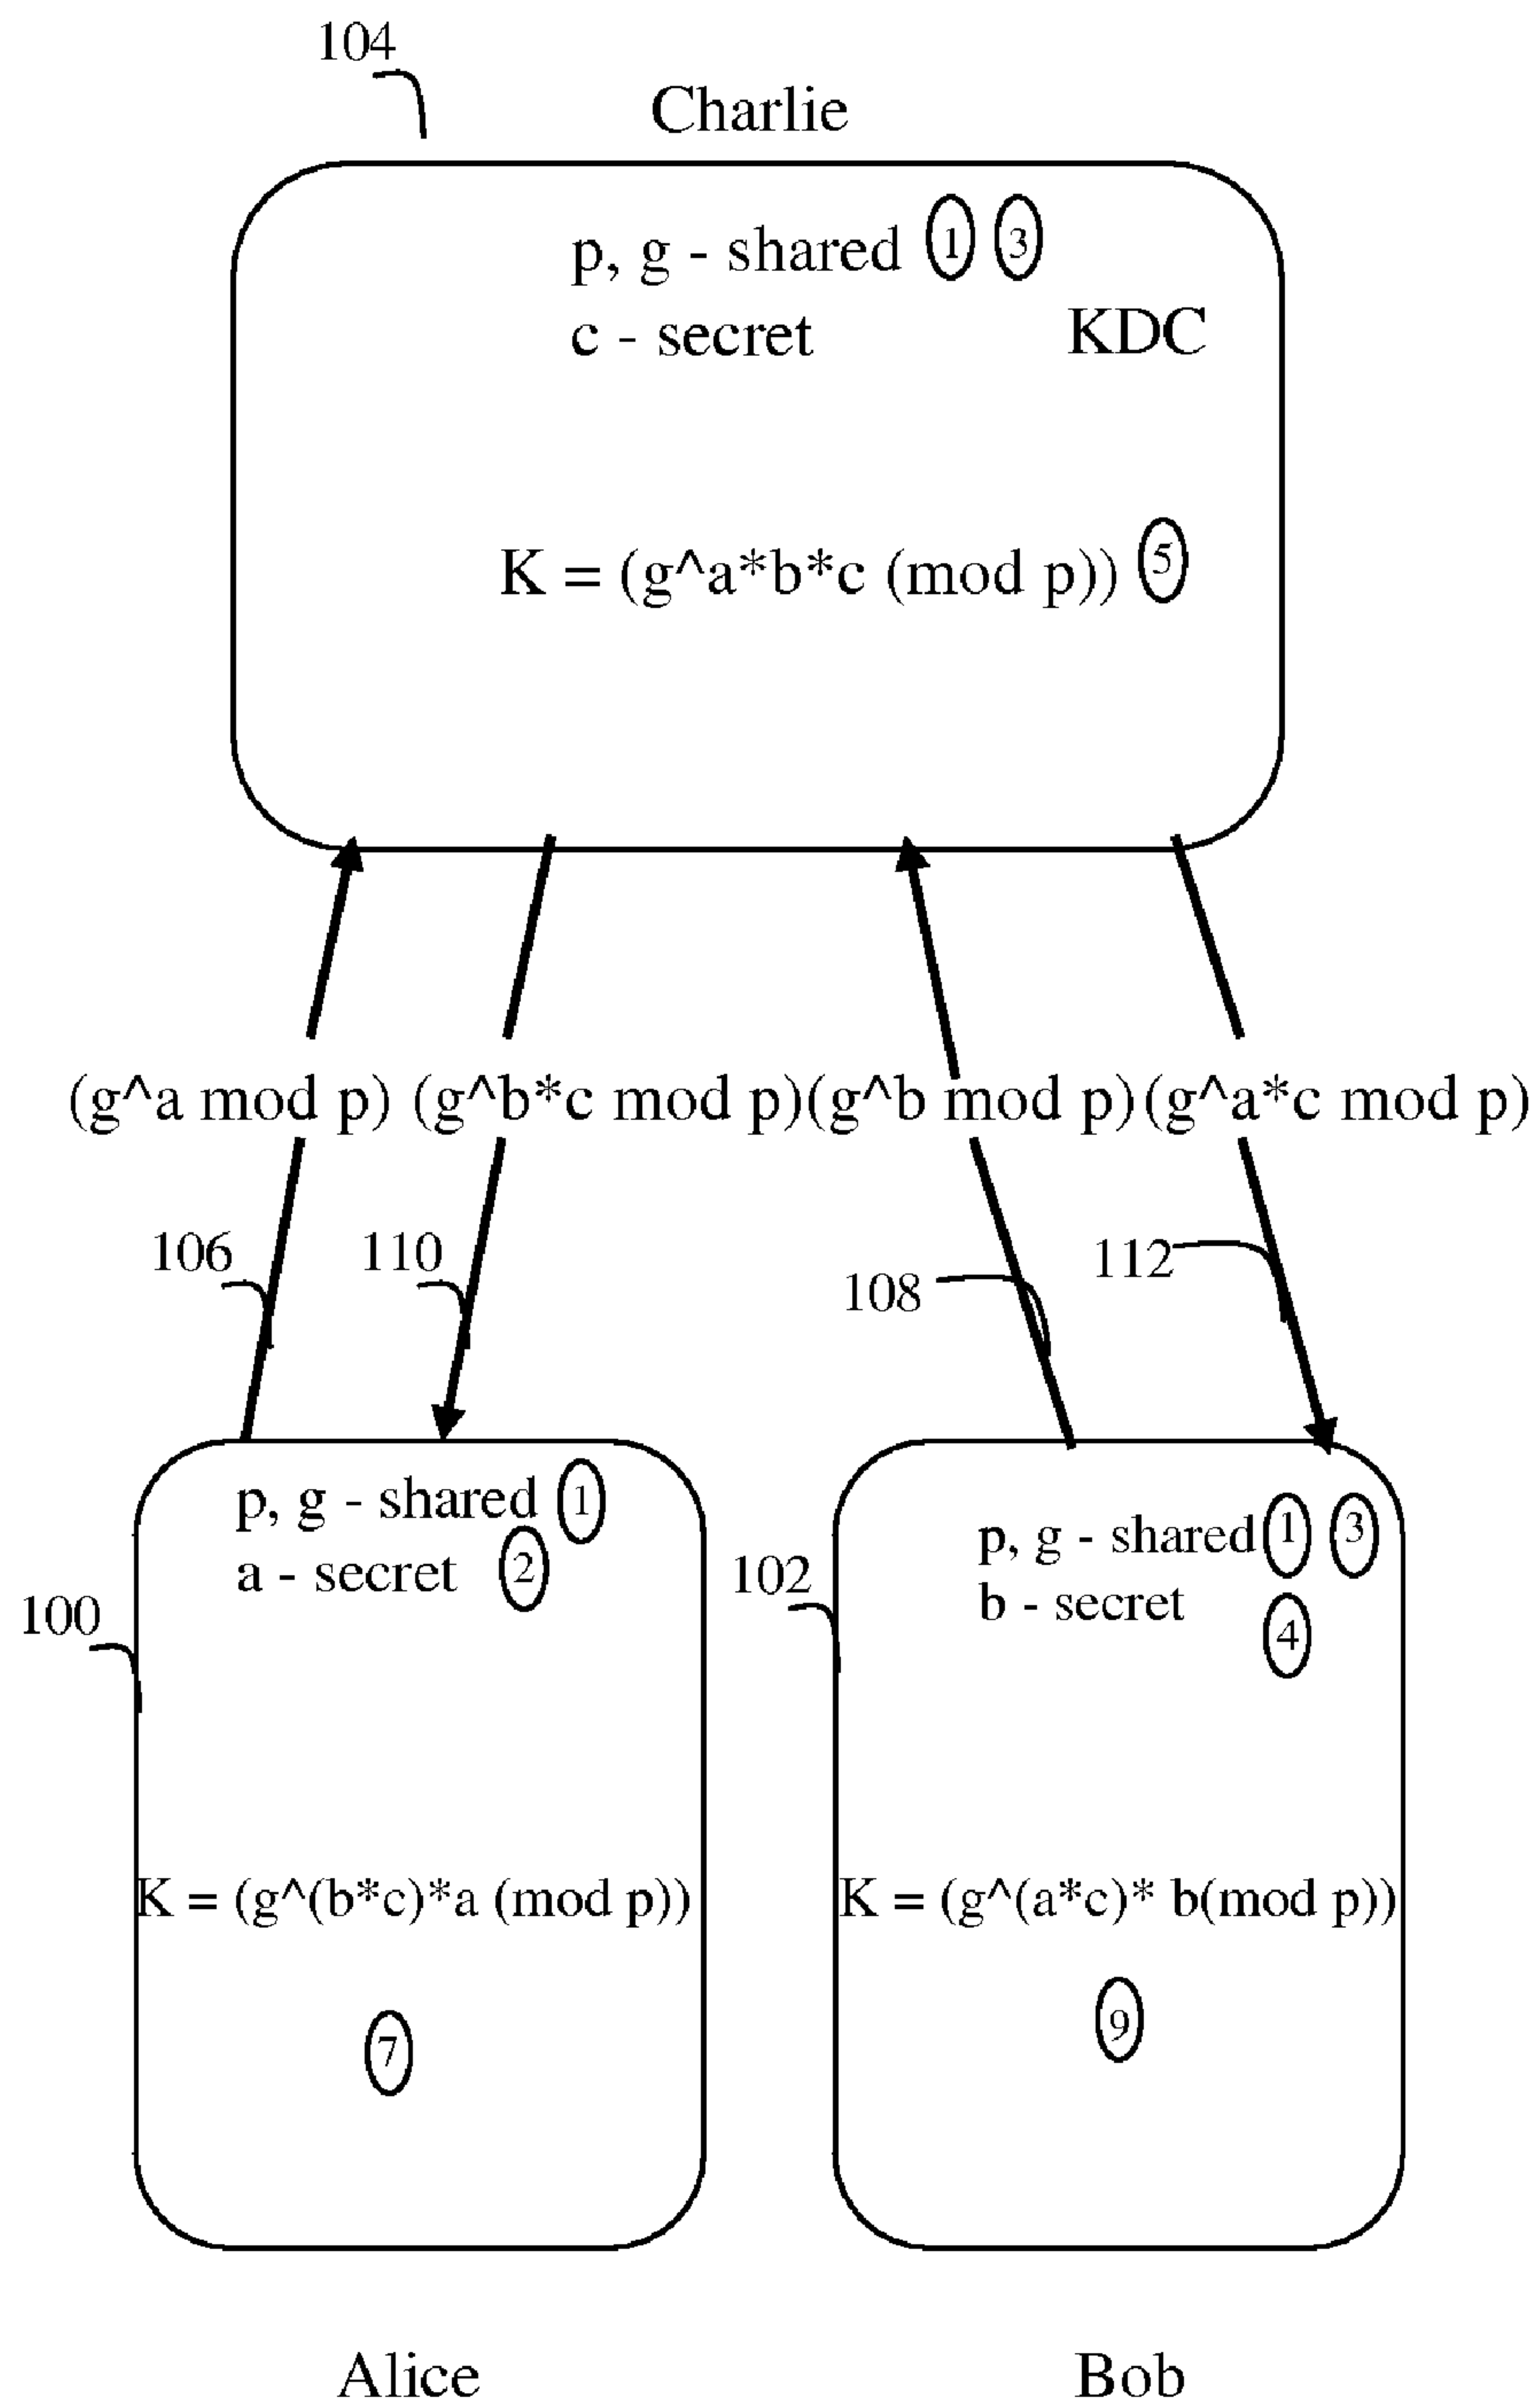 104
Charlie
p, g - shared 1 3
c - secret KDC
K = (g^a*b*c (mod p)) 5
(g^a mod p) (g^b*c mod p) (g^b mod p) (g^a*c mod p)
106 110 108 112
p, g - shared 1
a - secret 2
100
K = (g^(b*c)*a (mod p))
7
p, g - shared 1 3
b - secret
4
102
K = (g^(a*c)* b(mod p))
9
Alice Bob